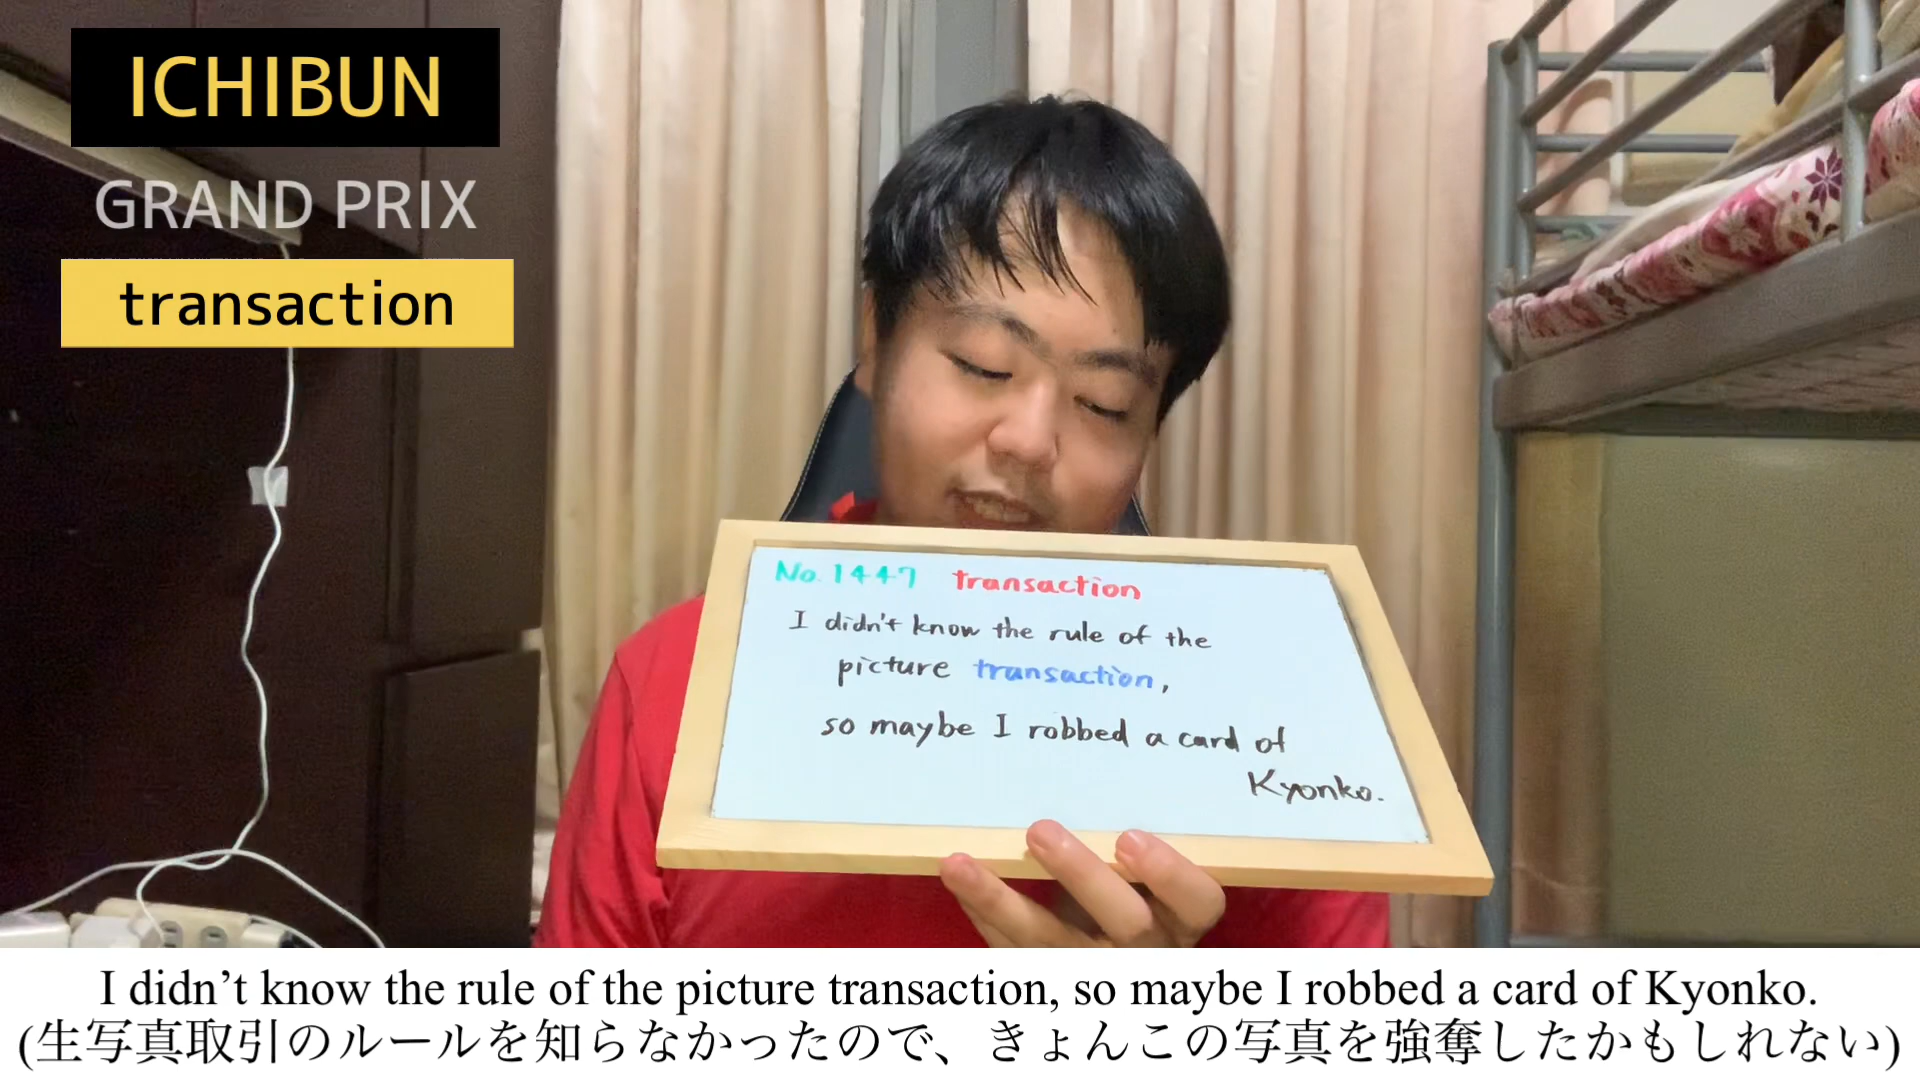 ICHIBUN
GRAND PRIX
transaction
No. 1447 transaction
I didn't know the rule of the
picture transaction,
so maybe I robbed a card of
Kyonko.
I didn’t know the rule of the picture transaction, so maybe I robbed a card of Kyonko.
(生写真取引のルールを知らなかったので、きょんこの写真を強奪したかもしれない)